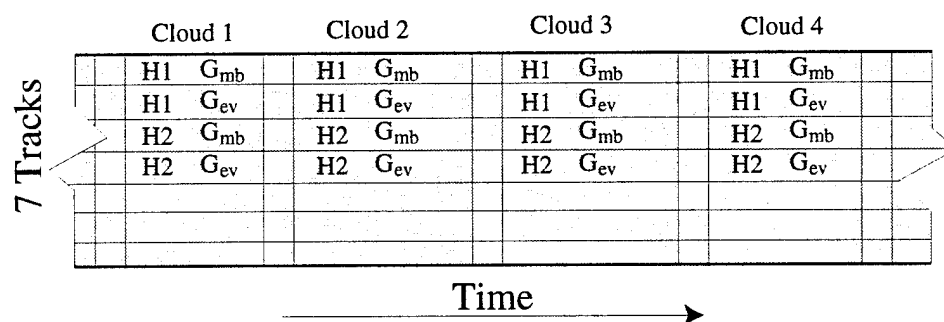 Cloud 1 Cloud 2 Cloud 3 Cloud 4
7 Tracks
H1 Gmb H1 Gmb H1 Gmb H1 Gmb
H1 Gev H1 Gev H1 Gev H1 Gev
H2 Gmb H2 Gmb H2 Gmb H2 Gmb
H2 Gev H2 Gev H2 Gev H2 Gev
Time